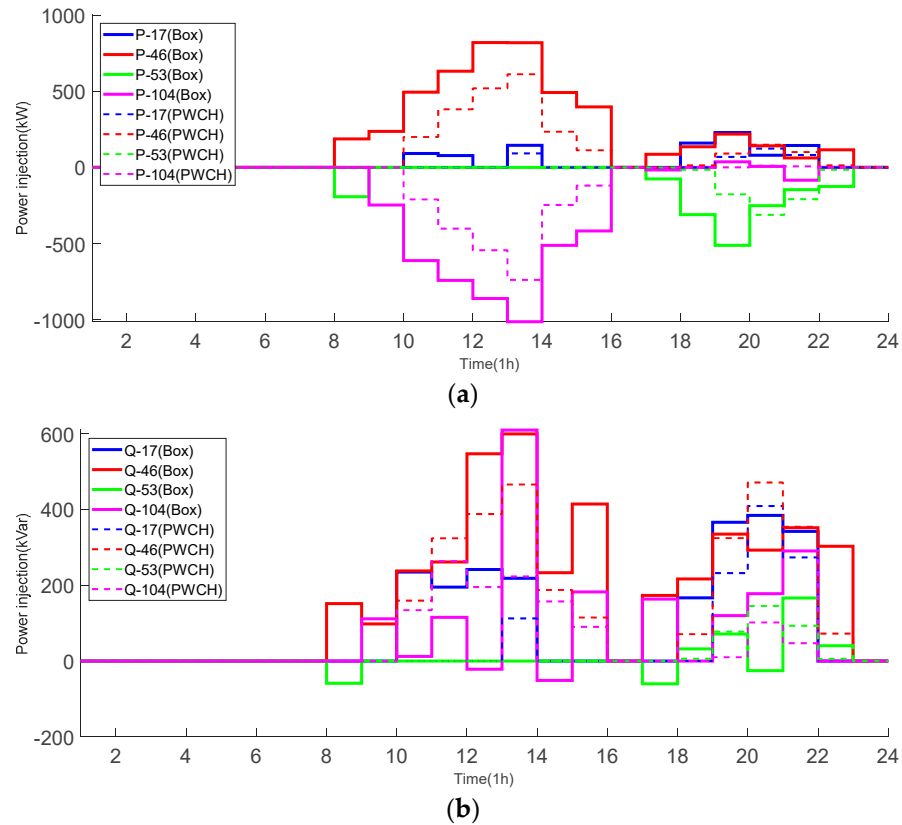 1000
500
0
-500
-1000
Power injection(kW)
P-17(Box)
P-46(Box)
P-53(Box)
P-104(Box)
P-17(PWCH)
P-46(PWCH)
P-53(PWCH)
P-104(PWCH)
2 4 6 8 10 12 14 16 18 20 22 24
Time(1h)
(a)
600
400
200
0
-200
Power injection(kVar)
Q-17(Box)
Q-46(Box)
Q-53(Box)
Q-104(Box)
Q-17(PWCH)
Q-46(PWCH)
Q-53(PWCH)
Q-104(PWCH)
2 4 6 8 10 12 14 16 18 20 22 24
Time(1h)
(b)